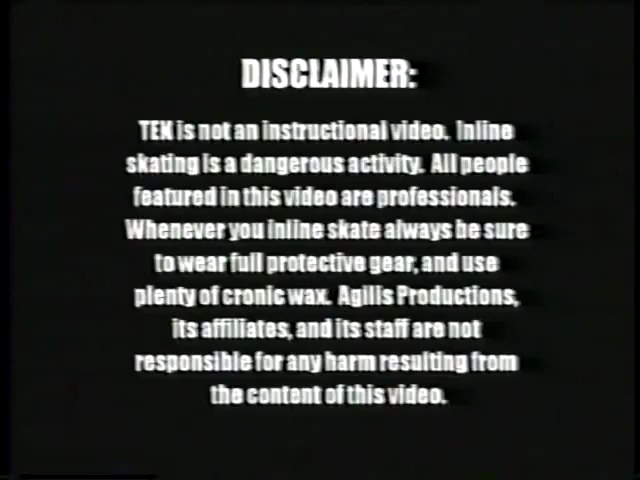 DISCLAIMER:
TEK is not an instructional video. Inline
skating is a dangerous activity. All people
featured in this video are professionals.
Whenever you inline skate always be sure
to wear full protective gear, and use
plenty of cronic wax. Agilis Productions,
its affiliates, and its staff are not
responsible for any harm resulting from
the content of this video.